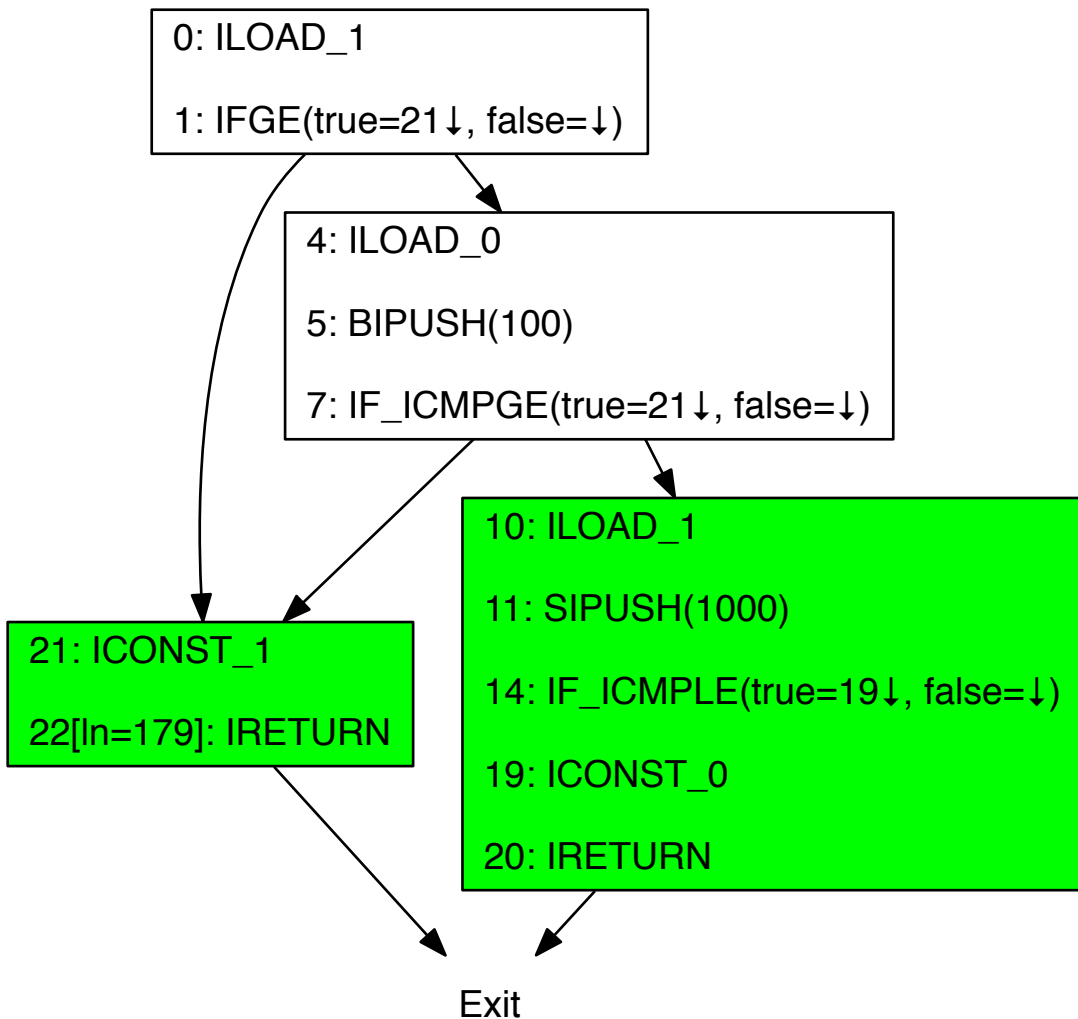 0: ILOAD_1
1: IFGE(true=21↓, false=↓)
4: ILOAD_0
5: BIPUSH(100)
7: IF_ICMPGE(true=21↓, false=↓)
10: ILOAD_1
11: SIPUSH(1000)
14: IF_ICMPLE(true=19↓, false=↓)
19: ICONST_0
20: IRETURN
21: ICONST_1
22[ln=179]: IRETURN
Exit